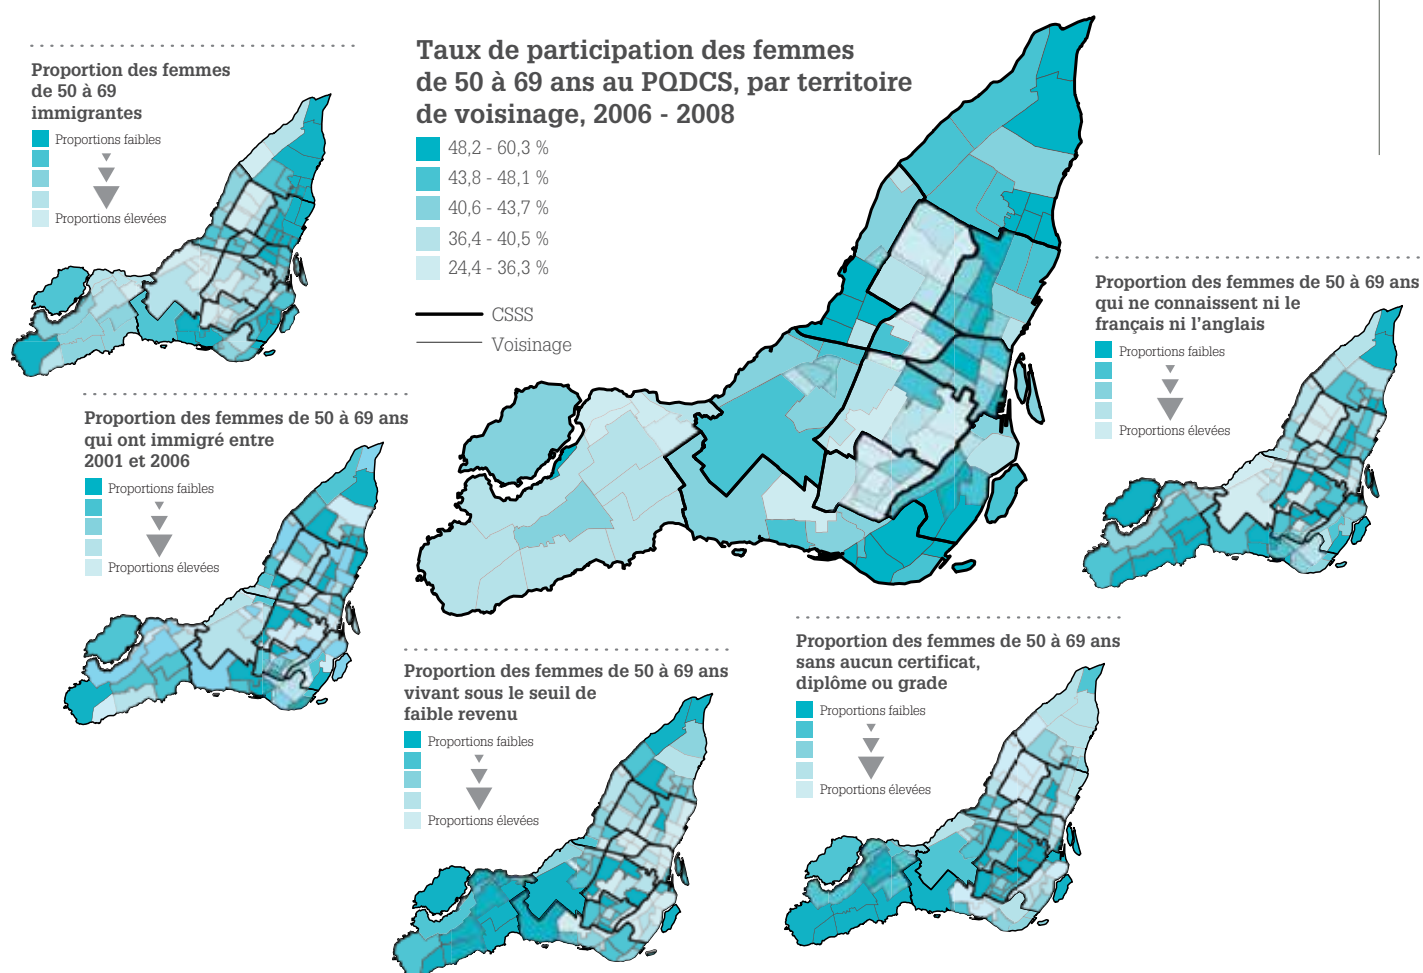 Taux de participation des femmes
de 50 à 69 ans au PQDCS, par territoire
de voisinage, 2006 - 2008
48,2 - 60,3 %
43,8 - 48,1 %
40,6 - 43,7 %
36,4 - 40,5 %
24,4 - 36,3 %
CSSS
Voisinage
Proportion des femmes
de 50 à 69
immigrantes
Proportions faibles
Proportions élevées
Proportion des femmes de 50 à 69 ans
qui ont immigré entre
2001 et 2006
Proportions faibles
Proportions élevées
Proportion des femmes de 50 à 69 ans
vivant sous le seuil de
faible revenu
Proportions faibles
Proportions élevées
Proportion des femmes de 50 à 69 ans
sans aucun certificat,
diplôme ou grade
Proportions faibles
Proportions élevées
Proportion des femmes de 50 à 69 ans
qui ne connaissent ni le
français ni l'anglais
Proportions faibles
Proportions élevées